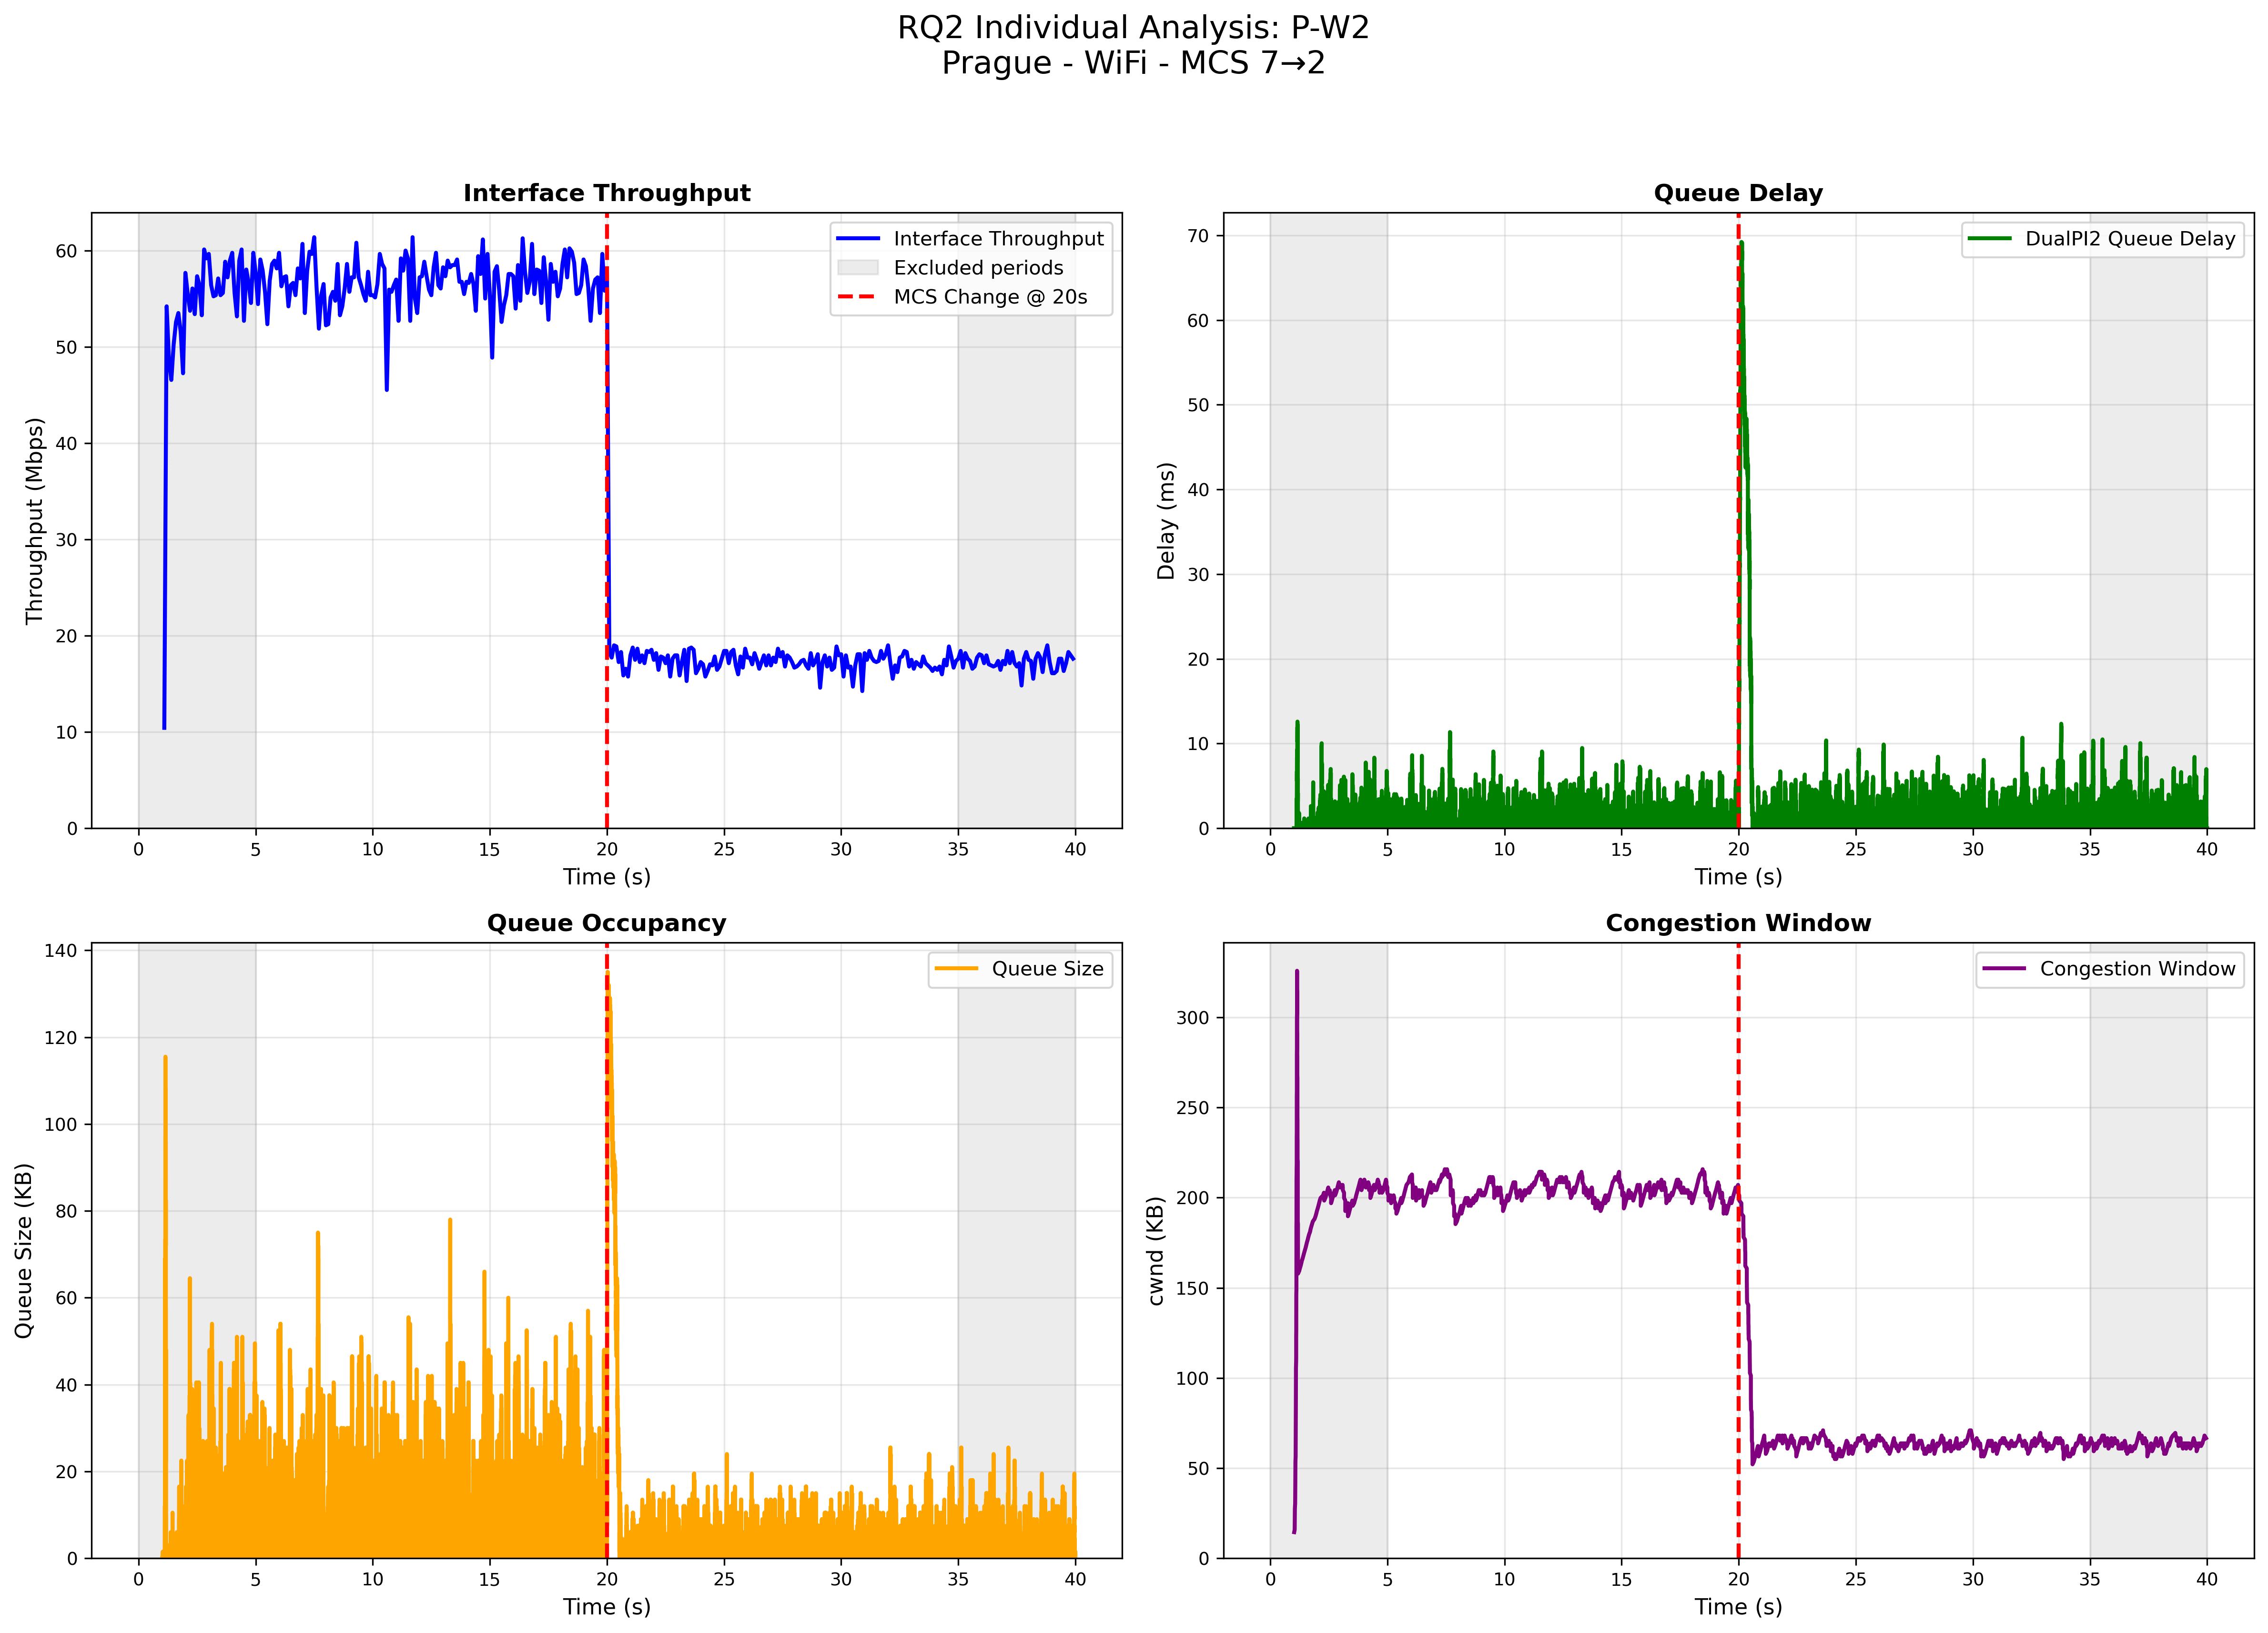 RQ2 Individual Analysis: P-W2
Prague - WiFi - MCS 7→2
Interface Throughput
Throughput (Mbps)
60
50
40
30
20
10
0
Interface Throughput
Excluded periods
MCS Change @ 20s
0 5 10 15 20 25 30 35 40
Time (s)
Queue Delay
Delay (ms)
70
60
50
40
30
20
10
0
DualPI2 Queue Delay
0 5 10 15 20 25 30 35 40
Time (s)
Queue Occupancy
Queue Size (KB)
140
120
100
80
60
40
20
0
Queue Size
0 5 10 15 20 25 30 35 40
Time (s)
Congestion Window
cwnd (KB)
300
250
200
150
100
50
0
Congestion Window
0 5 10 15 20 25 30 35 40
Time (s)